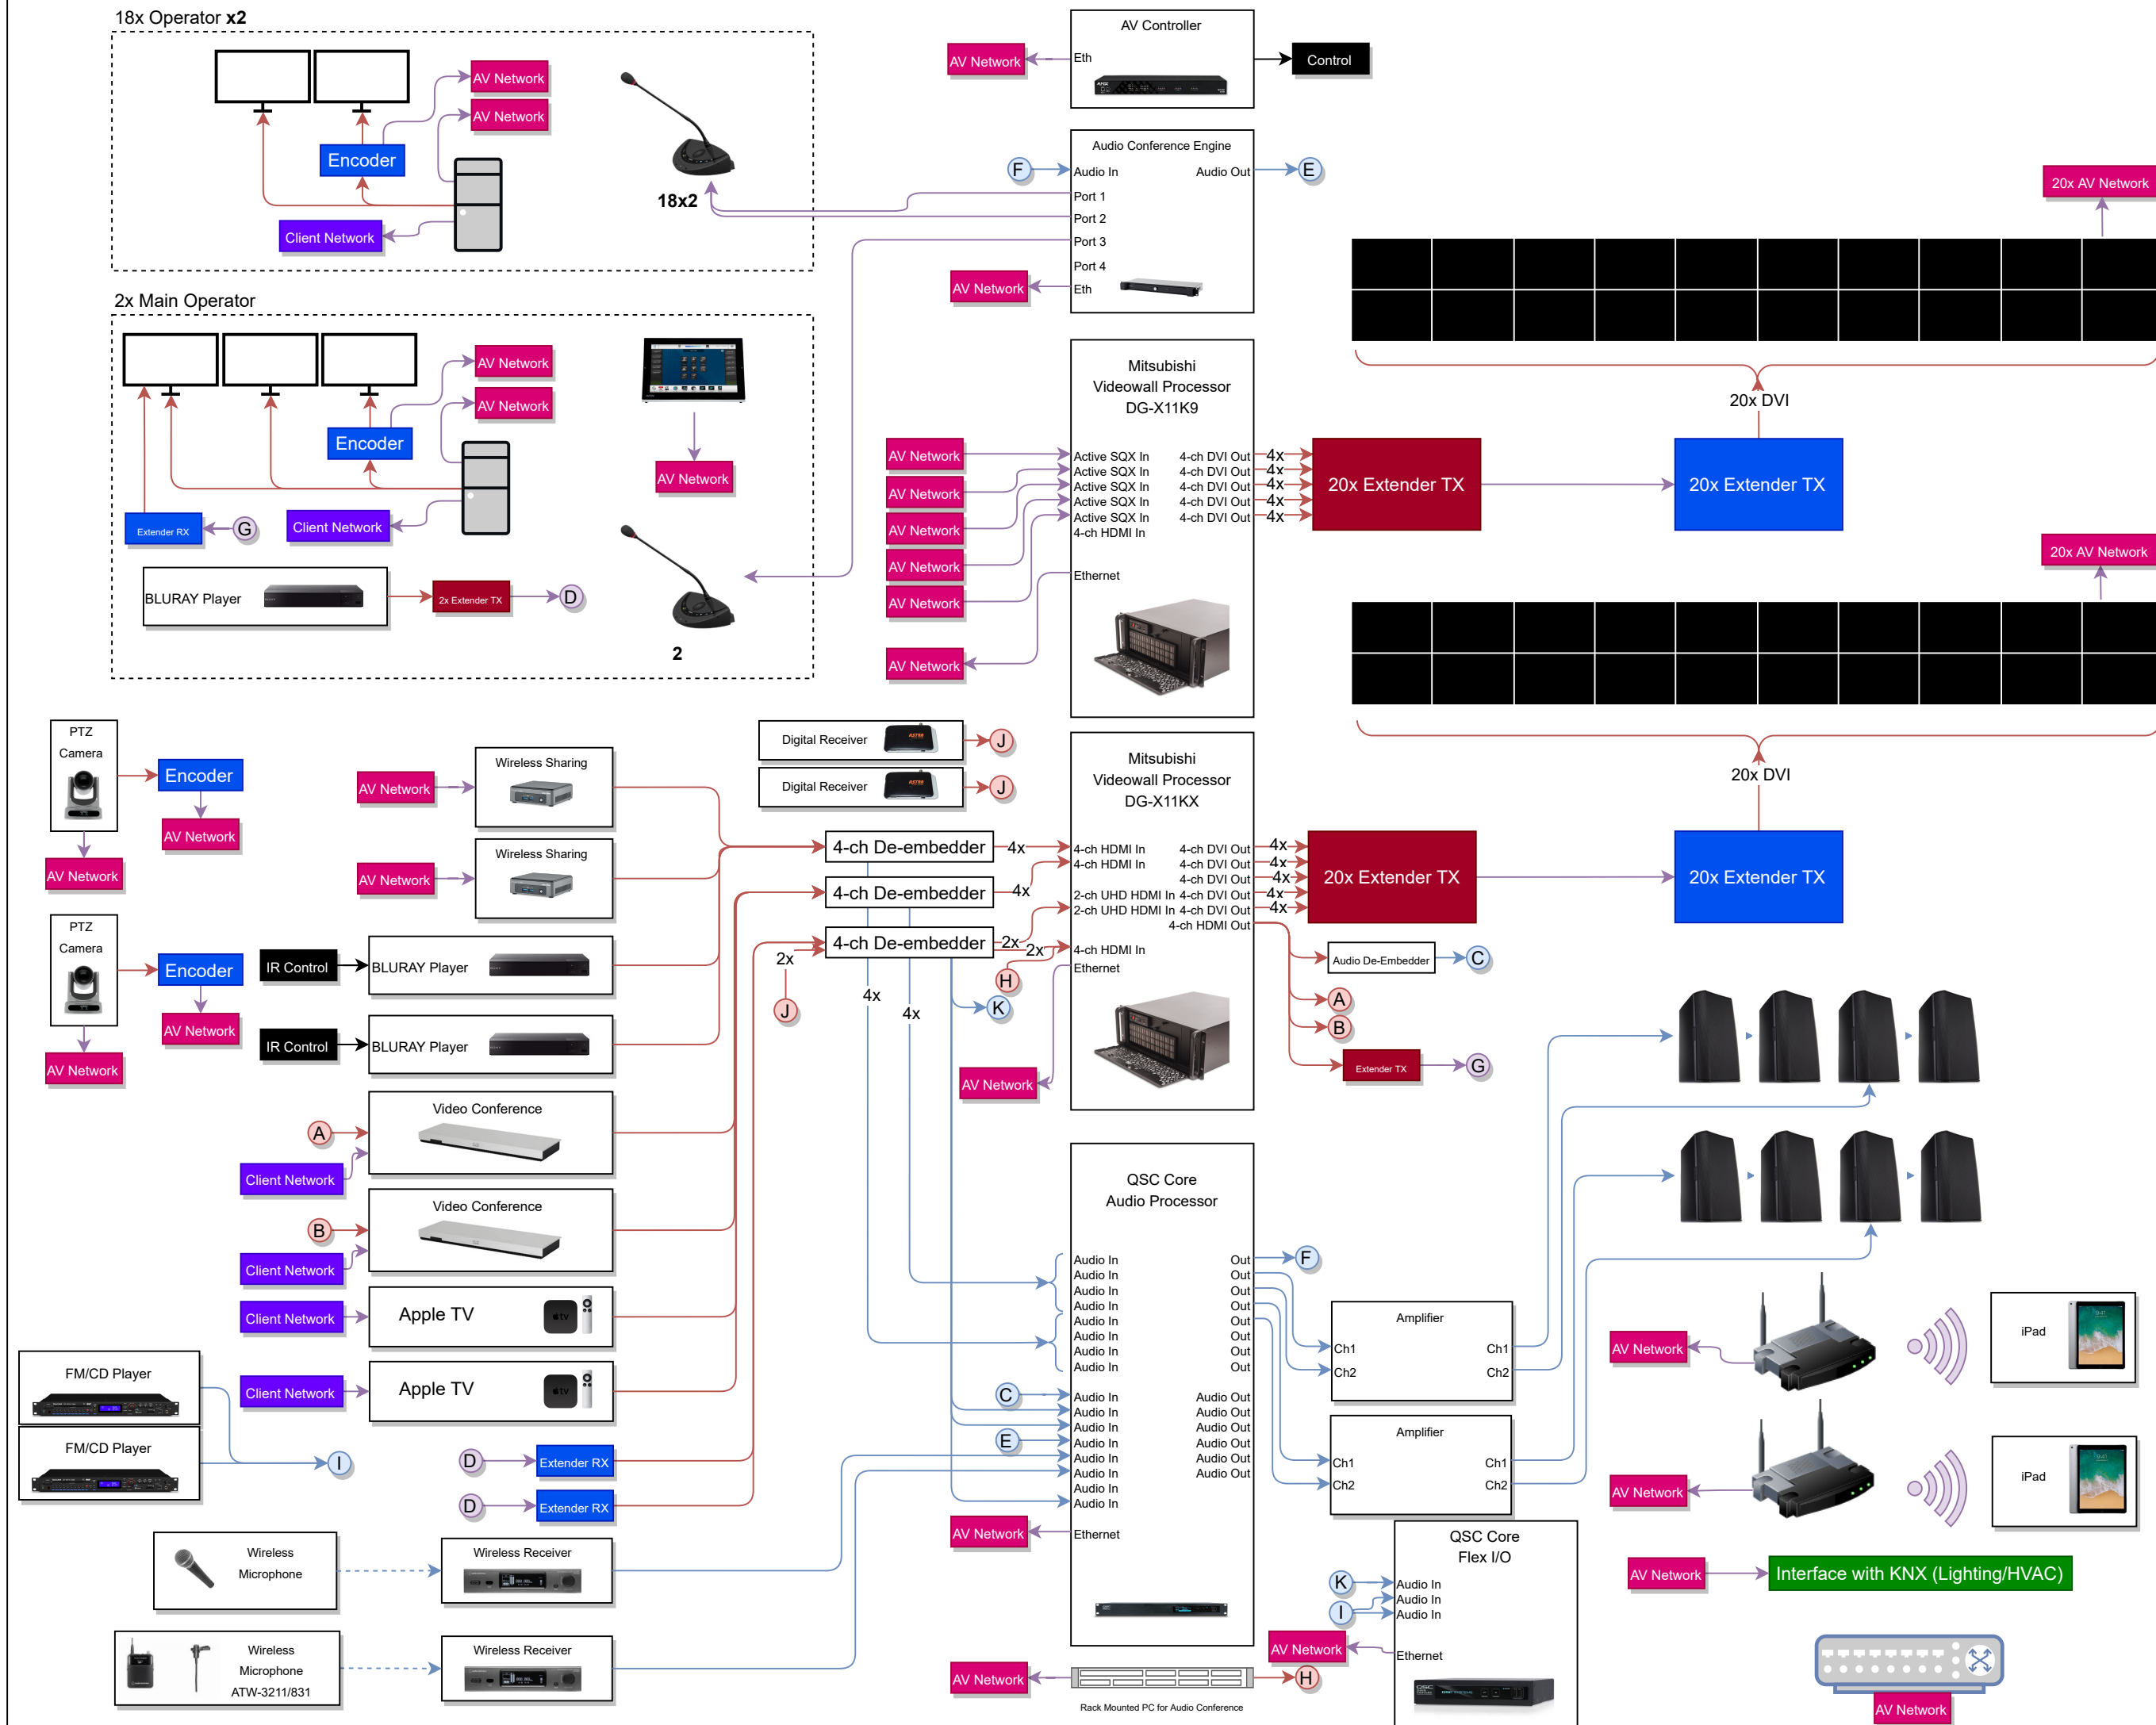 18x Operator x2
AV Network
AV Network
Encoder
Client Network
18x2
2x Main Operator
AV Network
AV Network
Encoder
AV Network
Extender RX
G
Client Network
BLURAY Player
2x Extender TX
D
2
AV Controller
AV Network
Eth
Control
Audio Conference Engine
F
Audio In
Audio Out
E
Port 1
Port 2
Port 3
Port 4
AV Network
Eth
20x AV Network
20x DVI
Mitsubishi
Videowall Processor
DG-X11K9
AV Network
AV Network
AV Network
AV Network
AV Network
AV Network
Active SQX In
Active SQX In
Active SQX In
Active SQX In
Active SQX In
4-ch HDMI In
Ethernet
4-ch DVI Out
4-ch DVI Out
4-ch DVI Out
4-ch DVI Out
4-ch DVI Out
4x
4x
4x
4x
4x
20x Extender TX
20x Extender TX
20x AV Network
20x DVI
PTZ
Camera
Encoder
AV Network
AV Network
PTZ
Camera
Encoder
AV Network
AV Network
AV Network
Wireless Sharing
AV Network
Wireless Sharing
IR Control
BLURAY Player
IR Control
BLURAY Player
Video Conference
A
Client Network
Video Conference
B
Client Network
Client Network
Apple TV
tv
Client Network
Apple TV
tv
FM/CD Player
FM/CD Player
I
D
Extender RX
D
Extender RX
Wireless
Microphone
Wireless Receiver
Wireless
Microphone
ATW-3211/831
Wireless Receiver
Digital Receiver
J
Digital Receiver
J
4-ch De-embedder
4x
4-ch De-embedder
4x
4-ch De-embedder
2x
2x
2x
J
H
K
4x
4x
Mitsubishi
Videowall Processor
DG-X11KX
4-ch HDMI In
4-ch HDMI In
2-ch UHD HDMI In
2-ch UHD HDMI In
4-ch HDMI In
Ethernet
AV Network
4-ch DVI Out
4-ch DVI Out
4-ch DVI Out
4-ch DVI Out
4-ch DVI Out
4-ch HDMI Out
4x
4x
4x
4x
4x
20x Extender TX
20x Extender TX
Audio De-Embedder
C
A
B
Extender TX
G
QSC Core
Audio Processor
Audio In
Audio In
Audio In
Audio In
Audio In
Audio In
Audio In
Audio In
Out
Out
Out
Out
Out
Out
Out
Out
F
C
E
Audio In
Audio In
Audio In
Audio In
Audio In
Audio In
Audio In
Audio In
Audio Out
Audio Out
Audio Out
Audio Out
Audio Out
Audio Out
AV Network
Ethernet
Amplifier
Ch1
Ch2
Ch1
Ch2
Amplifier
Ch1
Ch2
Ch1
Ch2
AV Network
iPad
AV Network
iPad
QSC Core
Flex I/O
K
I
Audio In
Audio In
Audio In
AV Network
Ethernet
AV Network
H
Rack Mounted PC for Audio Conference
AV Network
Interface with KNX (Lighting/HVAC)
AV Network